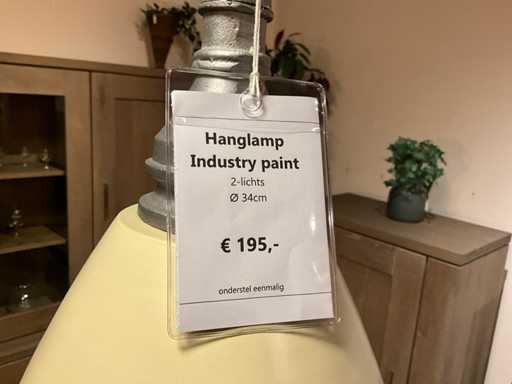 Hanglamp
Industry paint
2-lichts
Ø 34cm
€ 195,-
onderstel eenmalig